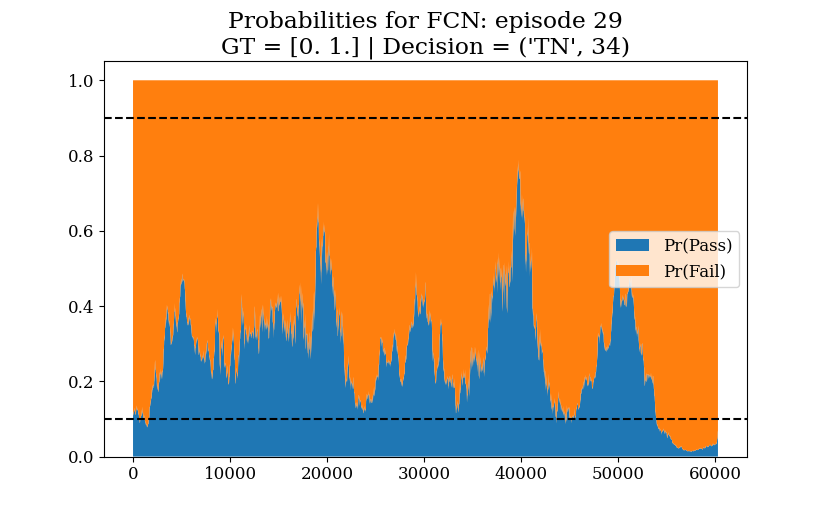 Probabilities for FCN: episode 29
GT = [0. 1.] | Decision = ('TN', 34)
1.0
0.8
0.6
0.4
0.2
0.0
Pr(Pass)
Pr(Fail)
0 10000 20000 30000 40000 50000 60000